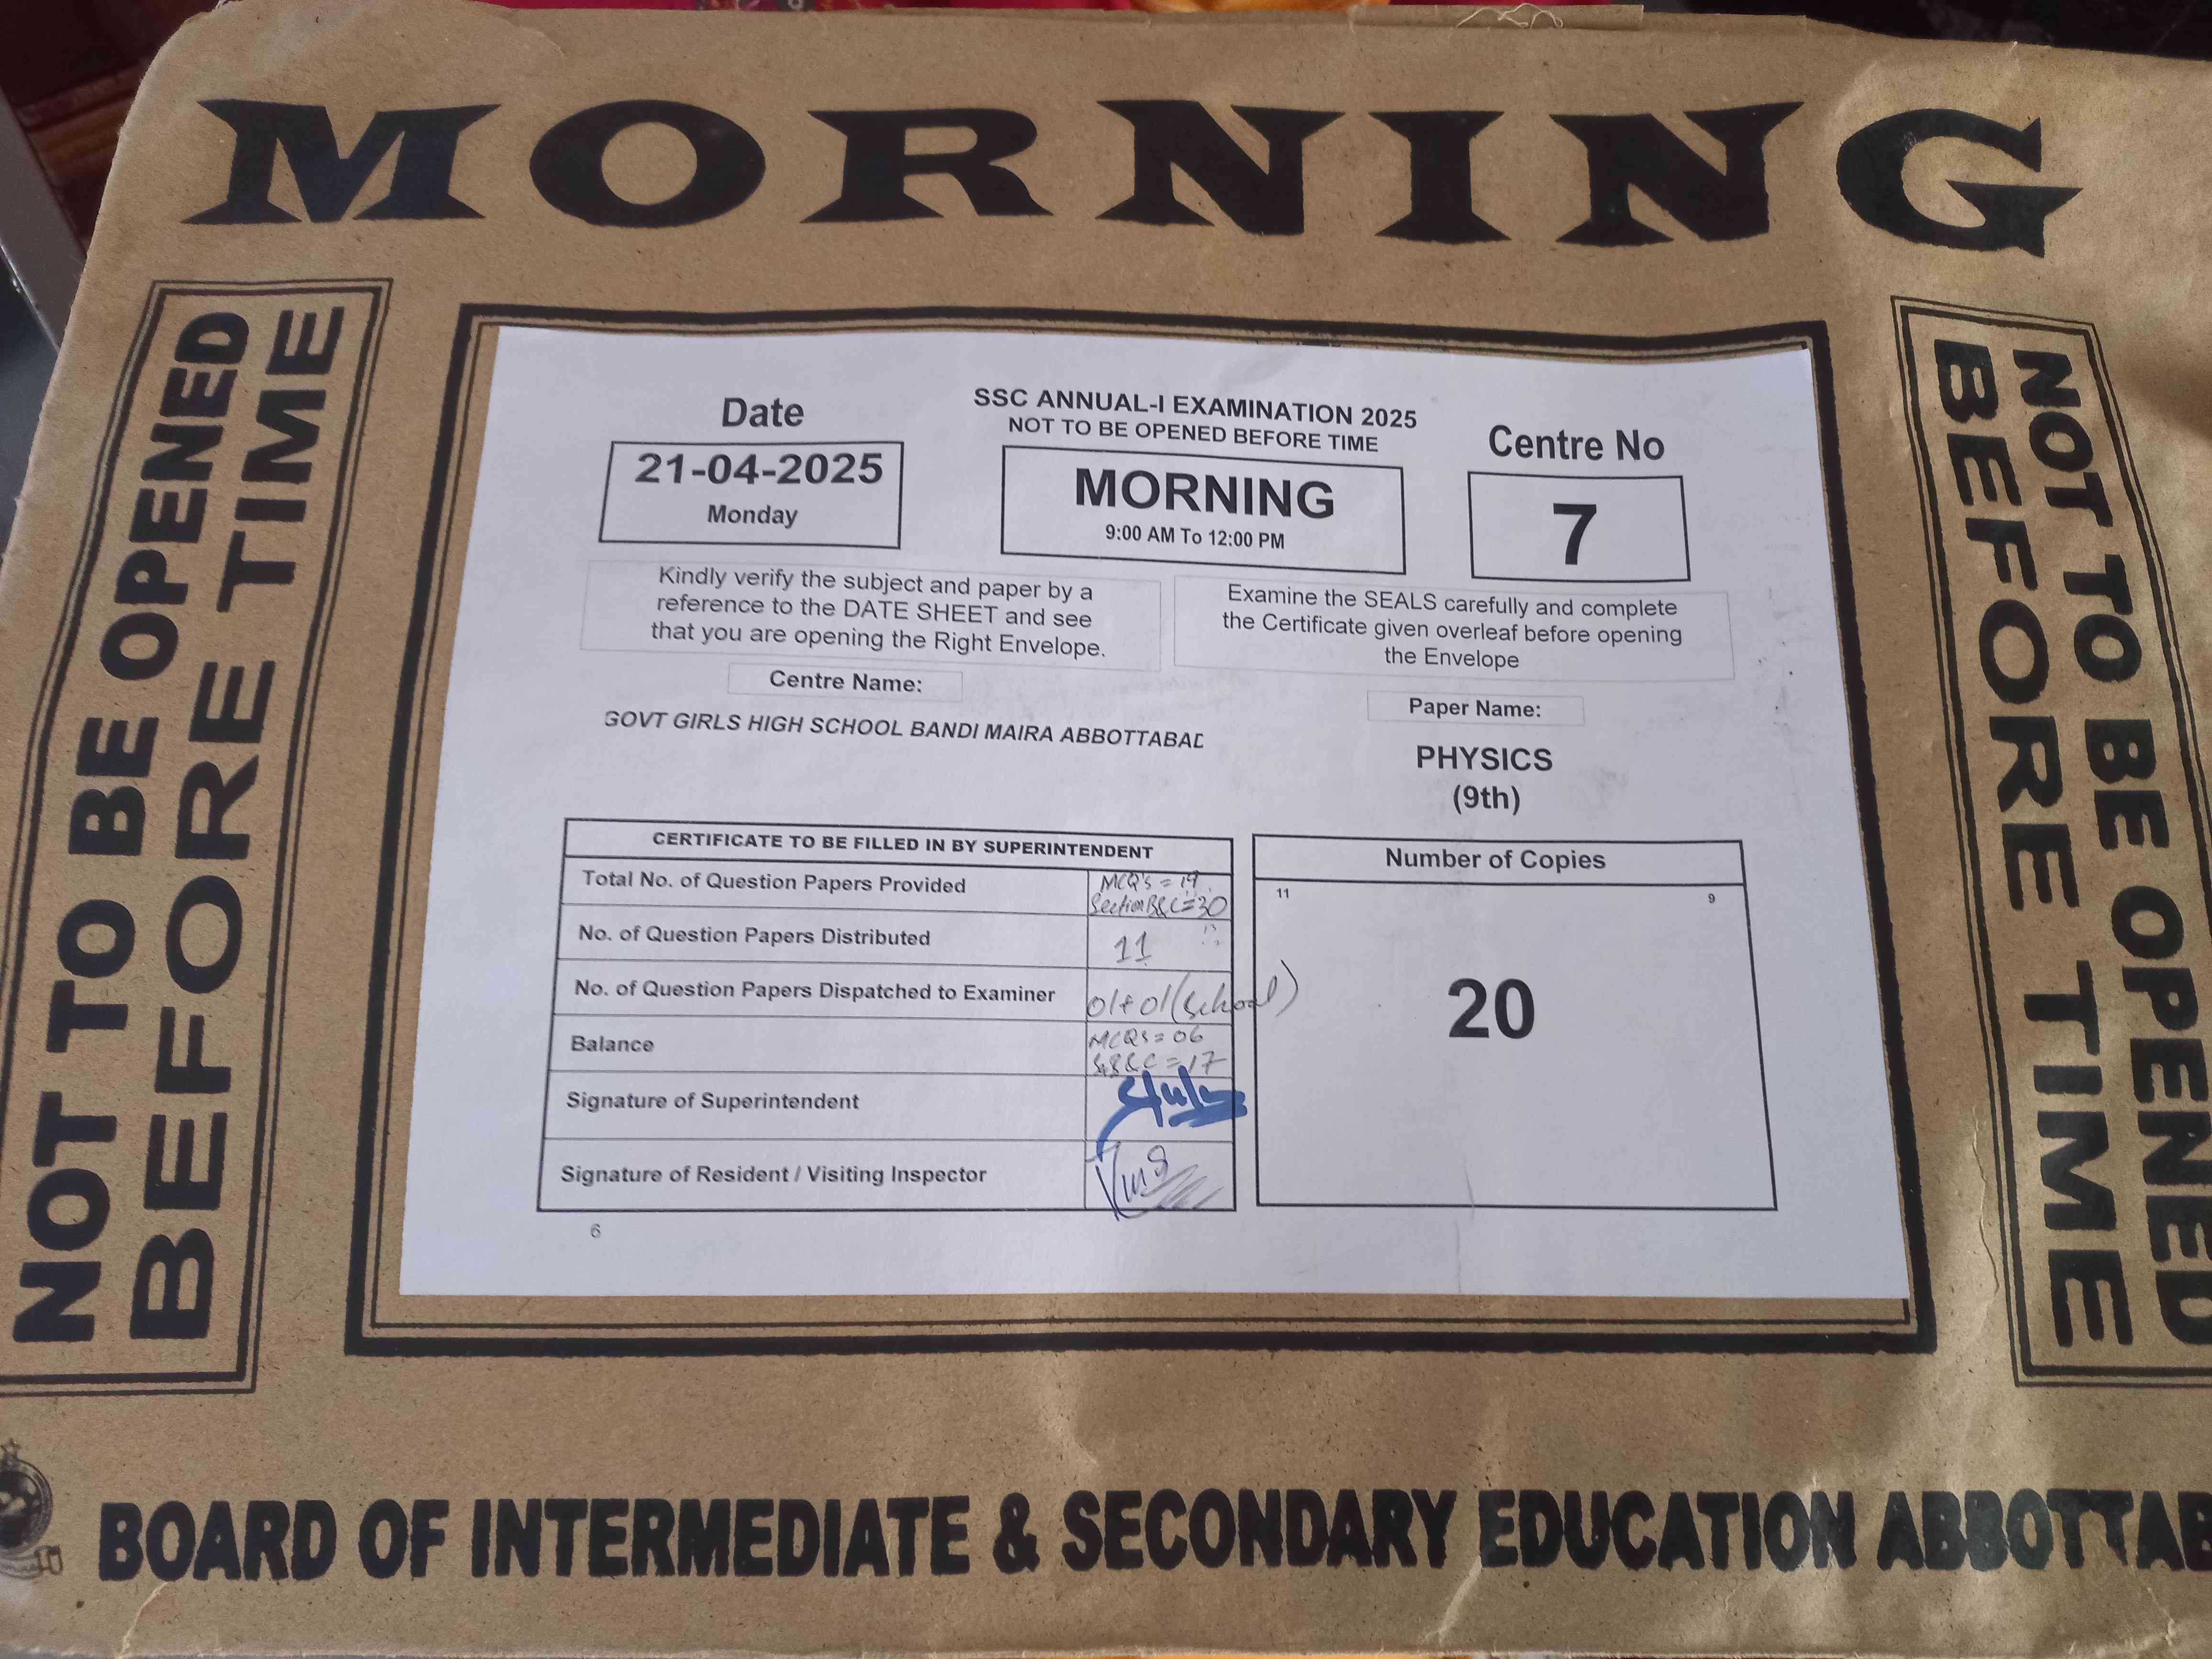 MORNING
NOT TO BE OPENED
BEFORE TIME
Date
21-04-2025
Monday
SSC ANNUAL-I EXAMINATION 2025
NOT TO BE OPENED BEFORE TIME
MORNING
9:00 AM To 12:00 PM
Centre No
7
Kindly verify the subject and paper by a
reference to the DATE SHEET and see
that you are opening the Right Envelope.
Examine the SEALS carefully and complete
the Certificate given overleaf before opening
the Envelope
Centre Name:
GOVT GIRLS HIGH SCHOOL BANDI MAIRA ABBOTTABAD
Paper Name:
PHYSICS
(9th)
CERTIFICATE TO BE FILLED IN BY SUPERINTENDENT
Total No. of Question Papers Provided
MCQ's = 19
Section B&C = 30
No. of Question Papers Distributed
11
No. of Question Papers Dispatched to Examiner
01+01(school)
Balance
MCQs = 06
B&C = 17
Signature of Superintendent
Signature of Resident / Visiting Inspector
6
Number of Copies
11 9
20
NOT TO BE OPENED
BEFORE TIME
BOARD OF INTERMEDIATE & SECONDARY EDUCATION ABBOTTAB